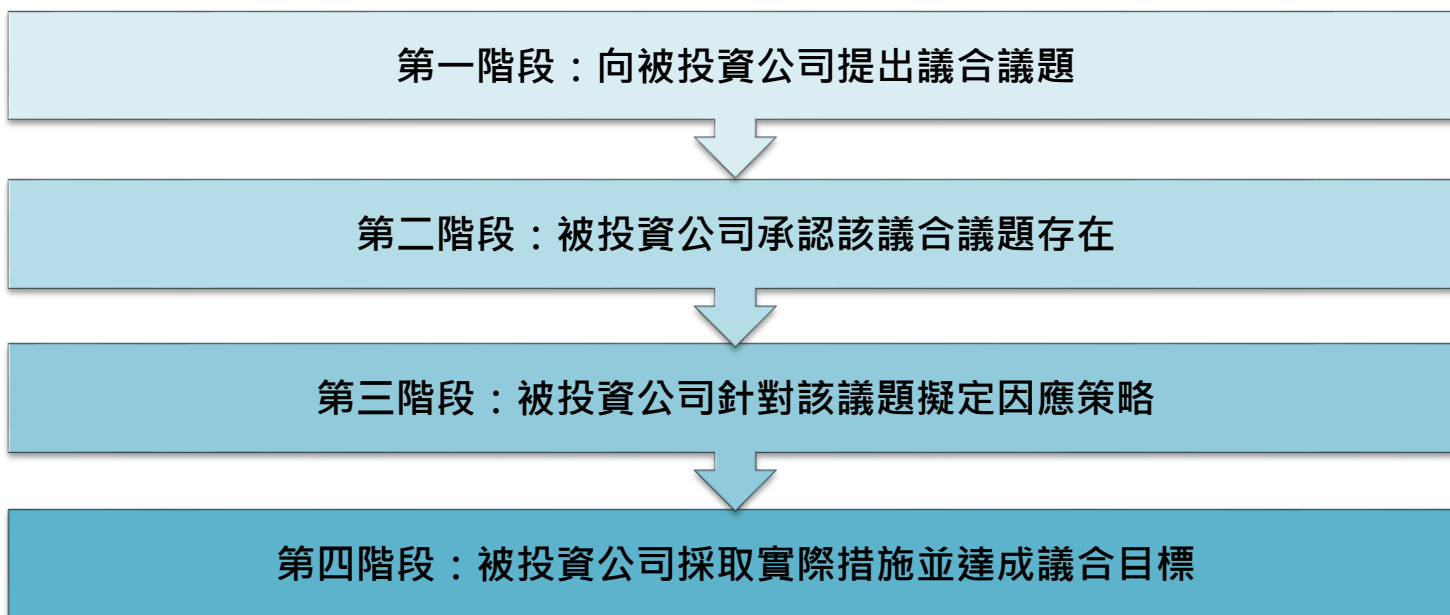 第一階段：向被投資公司提出議合議題
第二階段：被投資公司承認該議合議題存在
第三階段：被投資公司針對該議題擬定因應策略
第四階段：被投資公司採取實際措施並達成議合目標